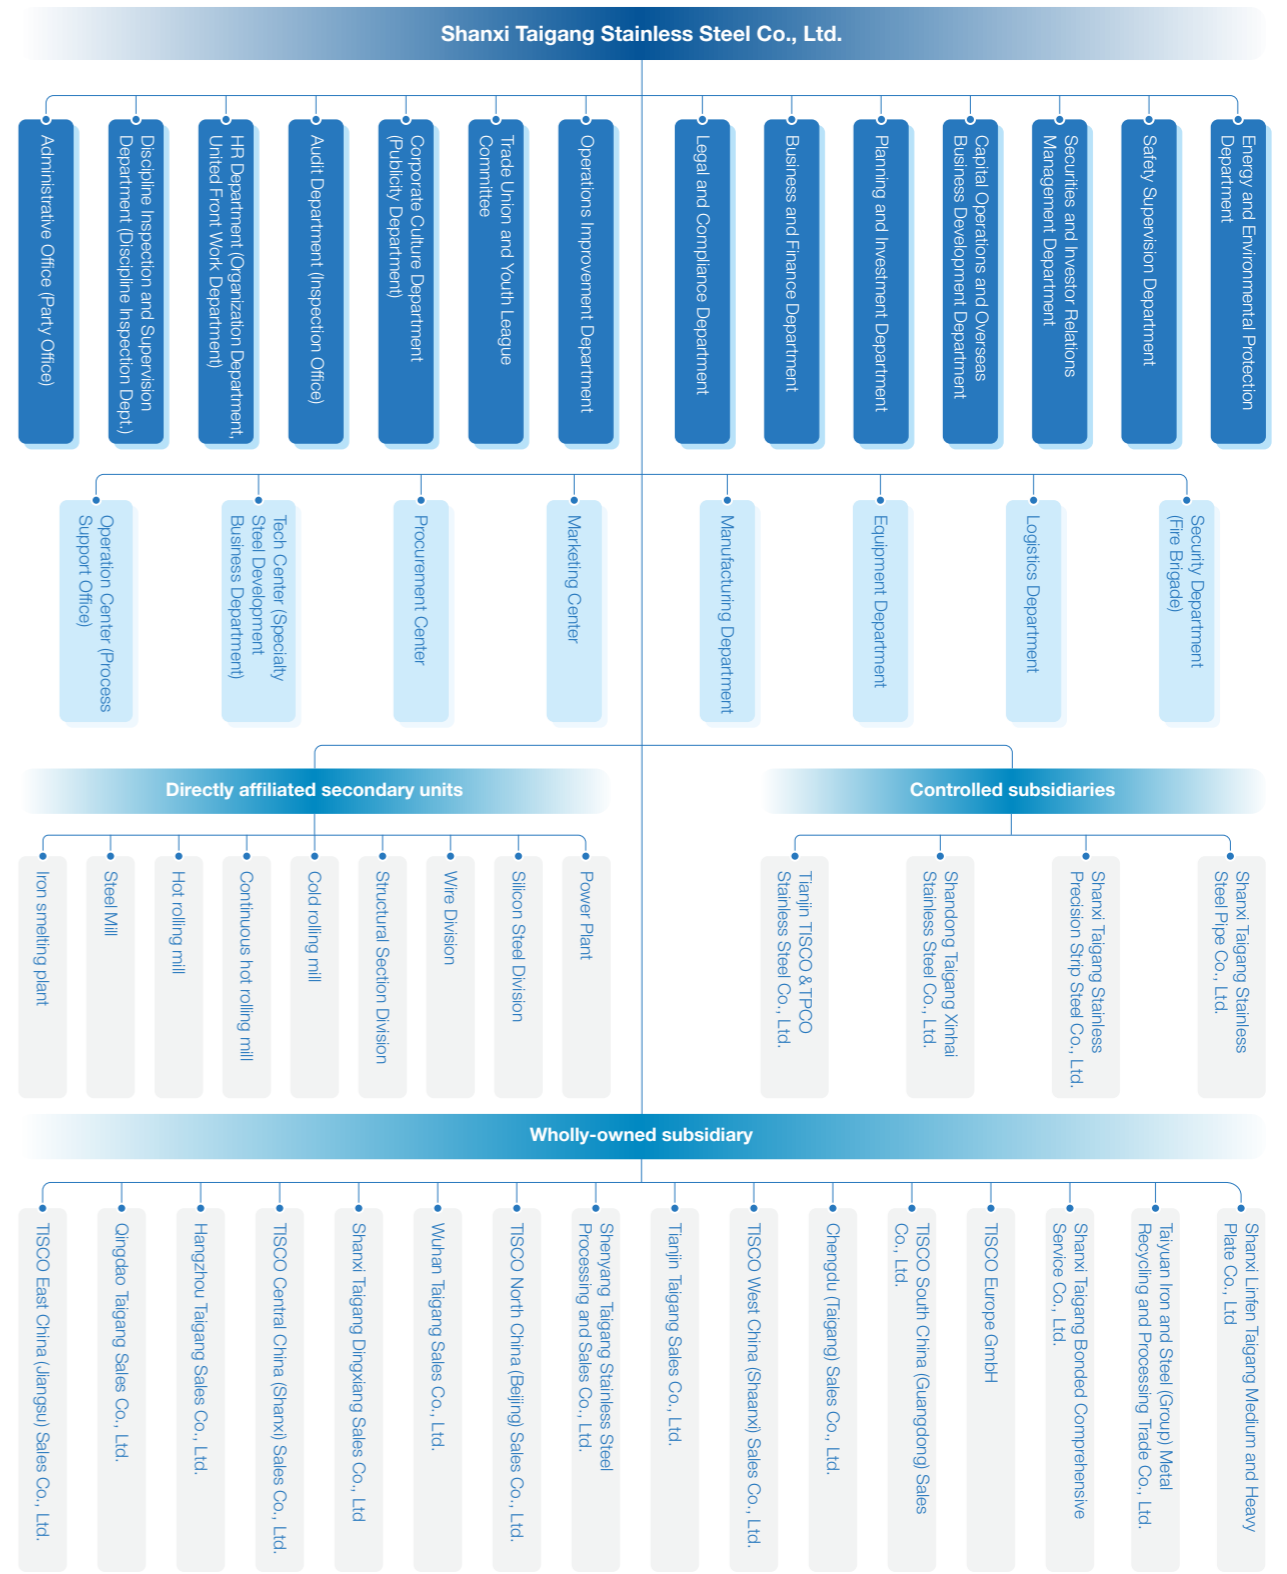 Shanxi Taigang Stainless Steel Co., Ltd.
Administrative Office (Party Office)
Discipline Inspection and Supervision
Department (Discipline Inspection Dept.)
HR Department (Organization Department,
United Front Work Department)
Audit Department (Inspection Office)
Corporate Culture Department
(Publicity Department)
Trade Union and Youth League
Committee
Operations Improvement Department
Legal and Compliance Department
Business and Finance Department
Planning and Investment Department
Capital Operations and Overseas
Business Development Department
Securities and Investor Relations
Management Department
Safety Supervision Department
Energy and Environmental Protection
Department
Operation Center (Process
Support Office)
Tech Center (Specialty
Steel Development
Business Department)
Procurement Center
Marketing Center
Manufacturing Department
Equipment Department
Logistics Department
Security Department
(Fire Brigade)
Directly affiliated secondary units
Iron smelting plant
Steel Mill
Hot rolling mill
Continuous hot rolling mill
Cold rolling mill
Structural Section Division
Wire Division
Silicon Steel Division
Power Plant
Controlled subsidiaries
Tianjin TISCO & TPCO
Stainless Steel Co., Ltd.
Shandong Taigang Xinhai
Stainless Steel Co., Ltd.
Shanxi Taigang Stainless
Precision Strip Steel Co., Ltd.
Shanxi Taigang Stainless
Steel Pipe Co., Ltd.
Wholly-owned subsidiary
TISCO East China (Jiangsu) Sales Co., Ltd.
Qingdao Taigang Sales Co., Ltd.
Hangzhou Taigang Sales Co., Ltd.
TISCO Central China (Shanxi) Sales Co., Ltd.
Shanxi Taigang Dingxiang Sales Co., Ltd
Wuhan Taigang Sales Co., Ltd.
TISCO North China (Beijing) Sales Co., Ltd.
Shenyang Taigang Stainless Steel
Processing and Sales Co., Ltd.
Tianjin Taigang Sales Co., Ltd.
TISCO West China (Shaanxi) Sales Co., Ltd.
Chengdu (Taigang) Sales Co., Ltd.
TISCO South China (Guangdong) Sales
Co., Ltd.
TISCO Europe GmbH
Shanxi Taigang Bonded Comprehensive
Service Co., Ltd.
Taiyuan Iron and Steel (Group) Metal
Recycling and Processing Trade Co., Ltd.
Shanxi Linfen Taigang Medium and Heavy
Plate Co., Ltd